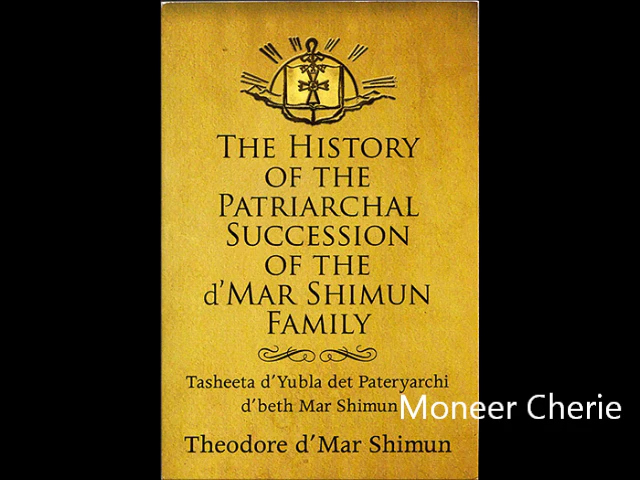 The History
of the
Patriarchal
Succession
of the
d'Mar Shimun
Family
Tasheeta d'Yubla det Pateryarchi
d'beth Mar Shimun
Moneer Cherie
Theodore d'Mar Shimun